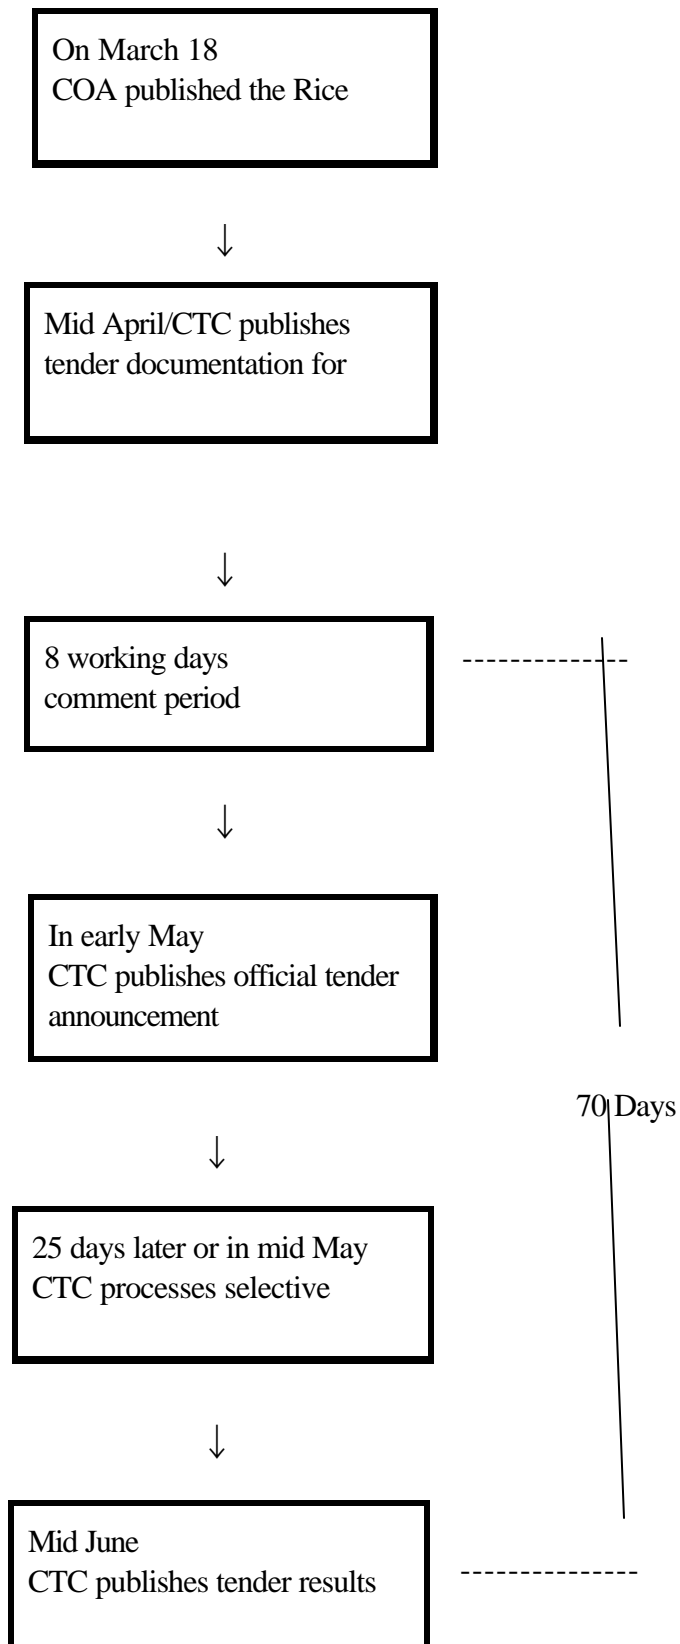 On March 18
COA published the Rice
↓
Mid April/CTC publishes
tender documentation for
↓
8 working days
comment period
↓
In early May
CTC publishes official tender
announcement
70 Days
↓
25 days later or in mid May
CTC processes selective
↓
Mid June
CTC publishes tender results